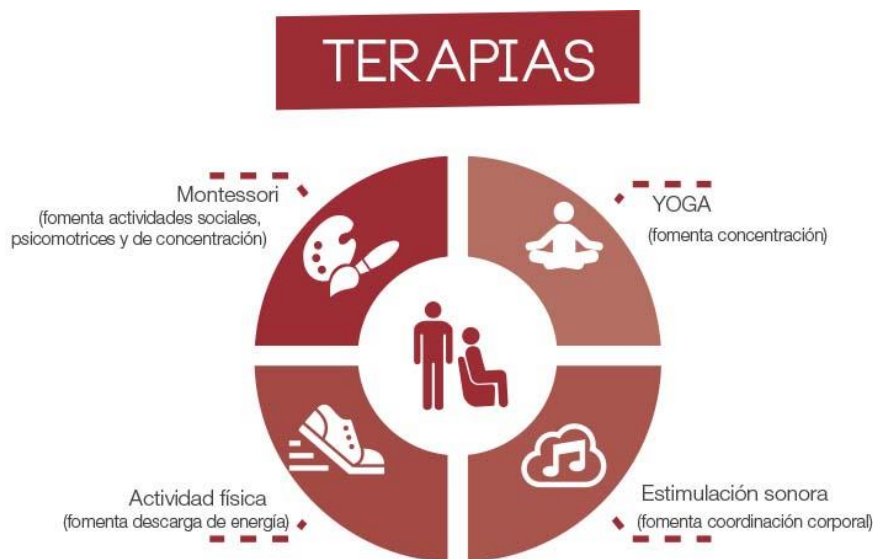 TERAPIAS
Montessori
(fomenta actividades sociales,
psicomotrices y de concentración)
YOGA
(fomenta concentración)
Actividad física
(fomenta descarga de energía)
Estimulación sonora
(fomenta coordinación corporal)